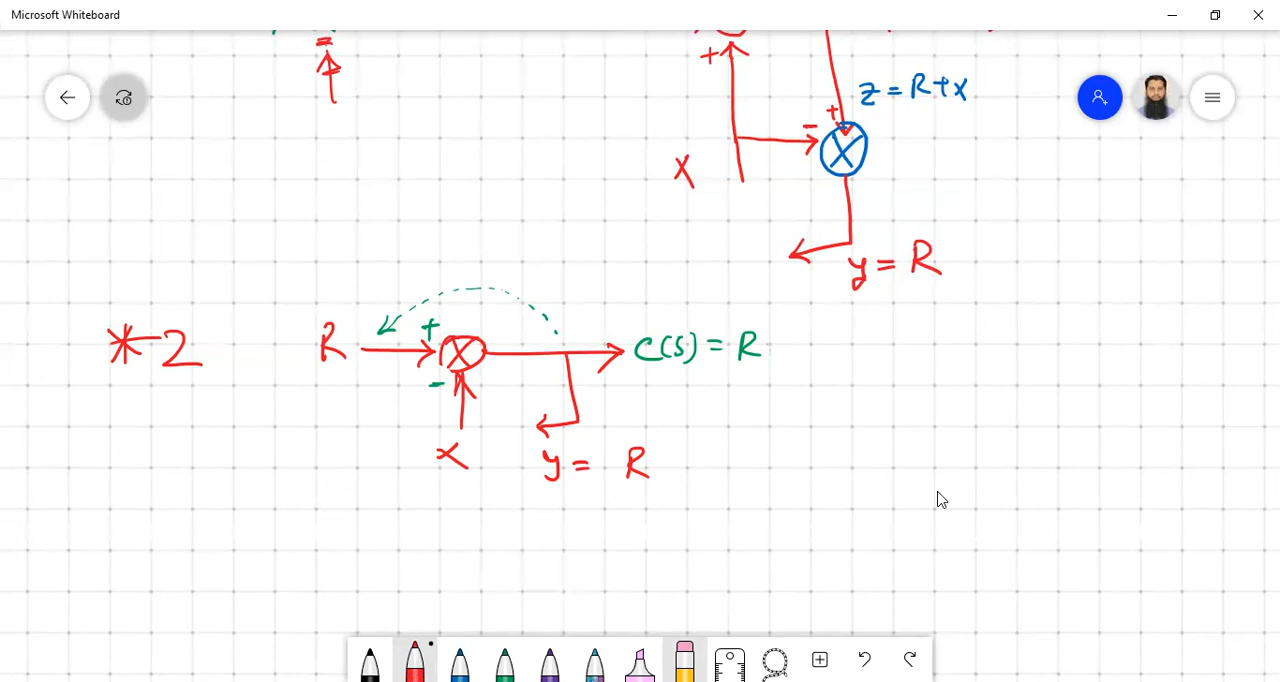 Microsoft Whiteboard
=
+
z = R+x
+
-
X
y = R
*-2 R + C(s) = R
-
x
y = R